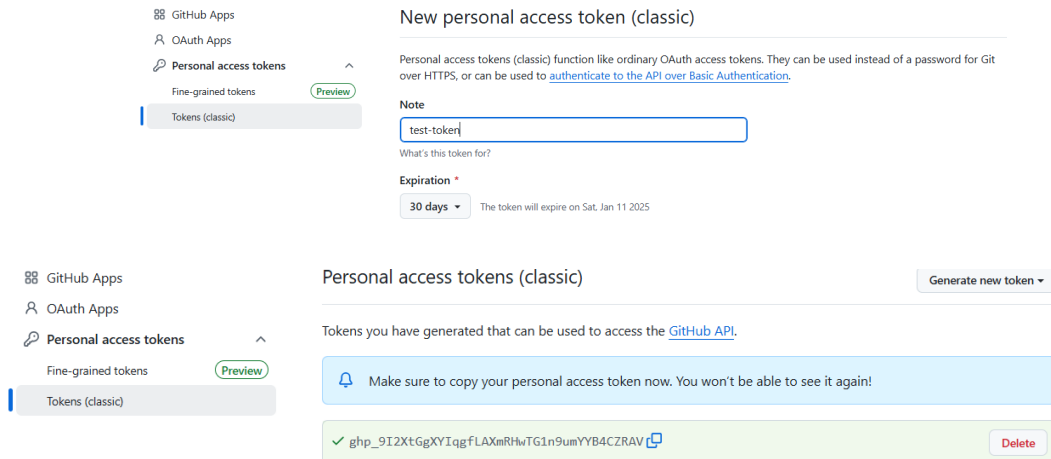 GitHub Apps
New personal access token (classic)
OAuth Apps
Personal access tokens
Personal access tokens (classic) function like ordinary OAuth access tokens. They can be used instead of a password for Git
over HTTPS, or can be used to authenticate to the API over Basic Authentication.
Fine-grained tokens Preview
Tokens (classic)
Note
test-token
What's this token for?
Expiration *
30 days The token will expire on Sat, Jan 11 2025
GitHub Apps
OAuth Apps
Personal access tokens
Fine-grained tokens Preview
Tokens (classic)
Personal access tokens (classic)
Generate new token
Tokens you have generated that can be used to access the GitHub API.
Make sure to copy your personal access token now. You won't be able to see it again!
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
Delete